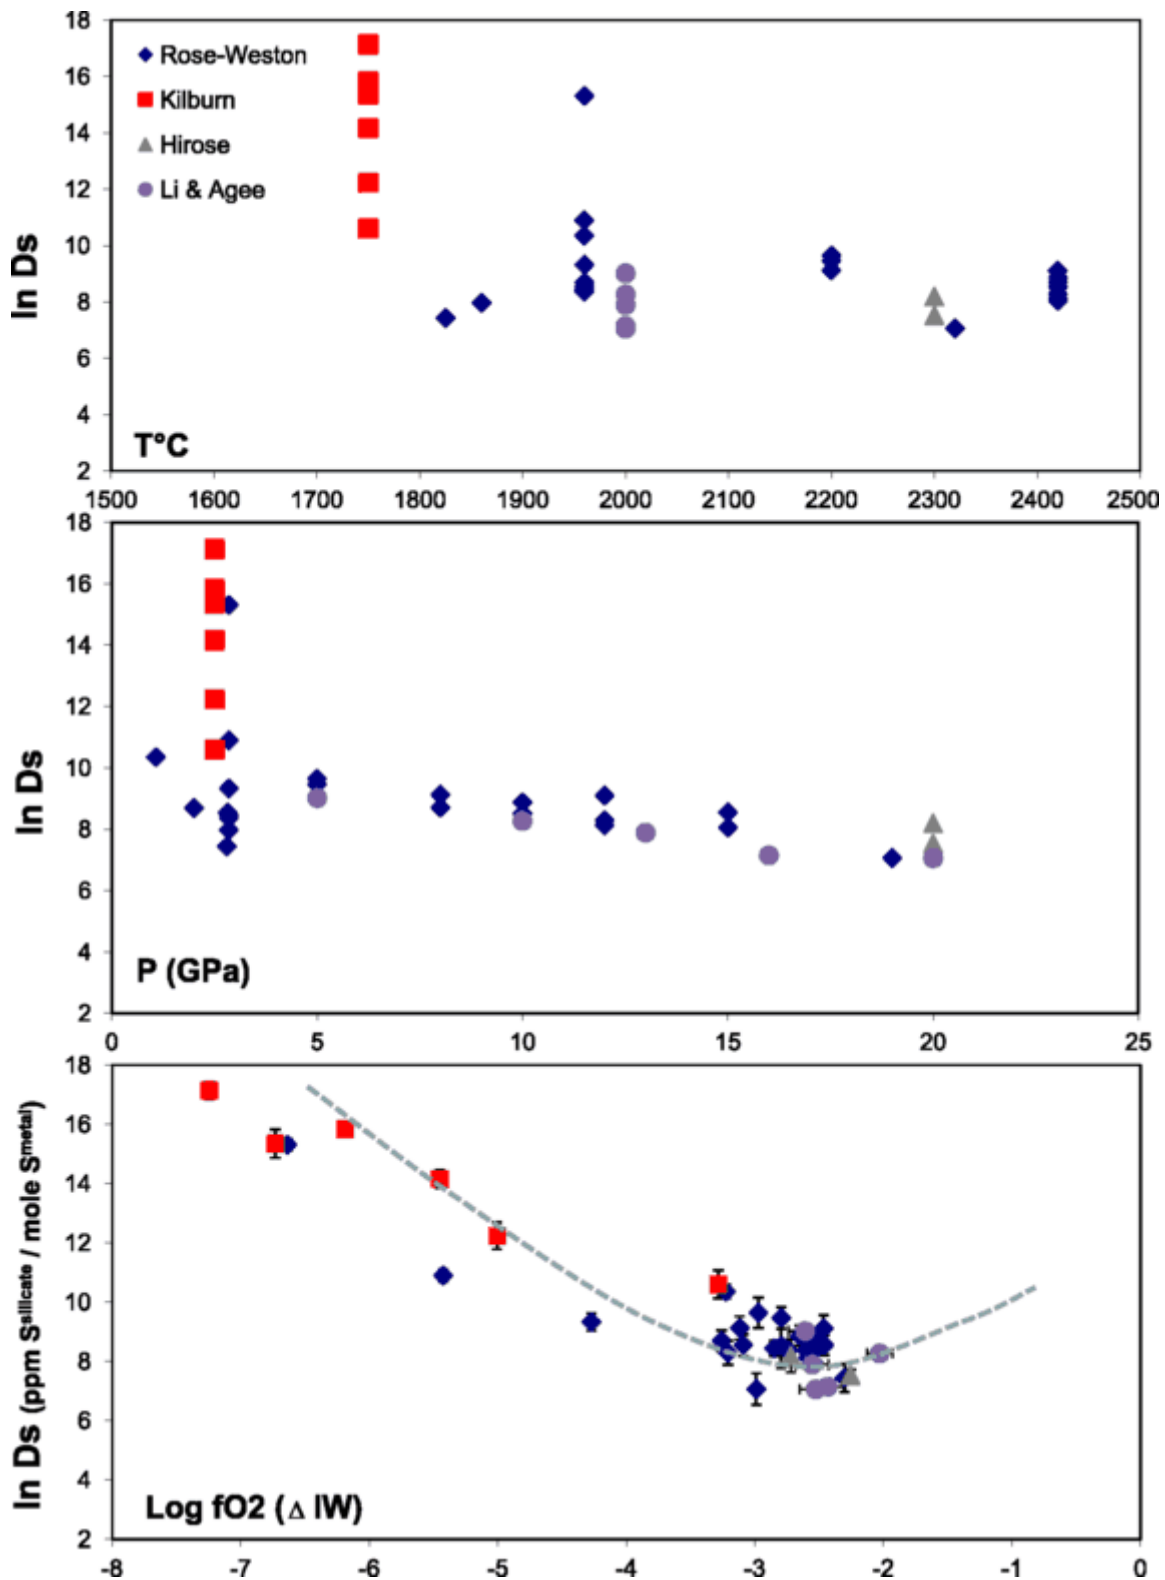 ln Ds
18
16
14
12
10
8
6
4
2
Rose-Weston
Kilburn
Hirose
Li & Agee
T°C
1500 1600 1700 1800 1900 2000 2100 2200 2300 2400 2500
ln Ds
18
16
14
12
10
8
6
4
2
P (GPa)
0 5 10 15 20 25
ln Ds (ppm S^silicate / mole S^metal)
18
16
14
12
10
8
6
4
2
Log fO2 (Δ IW)
-8 -7 -6 -5 -4 -3 -2 -1 0